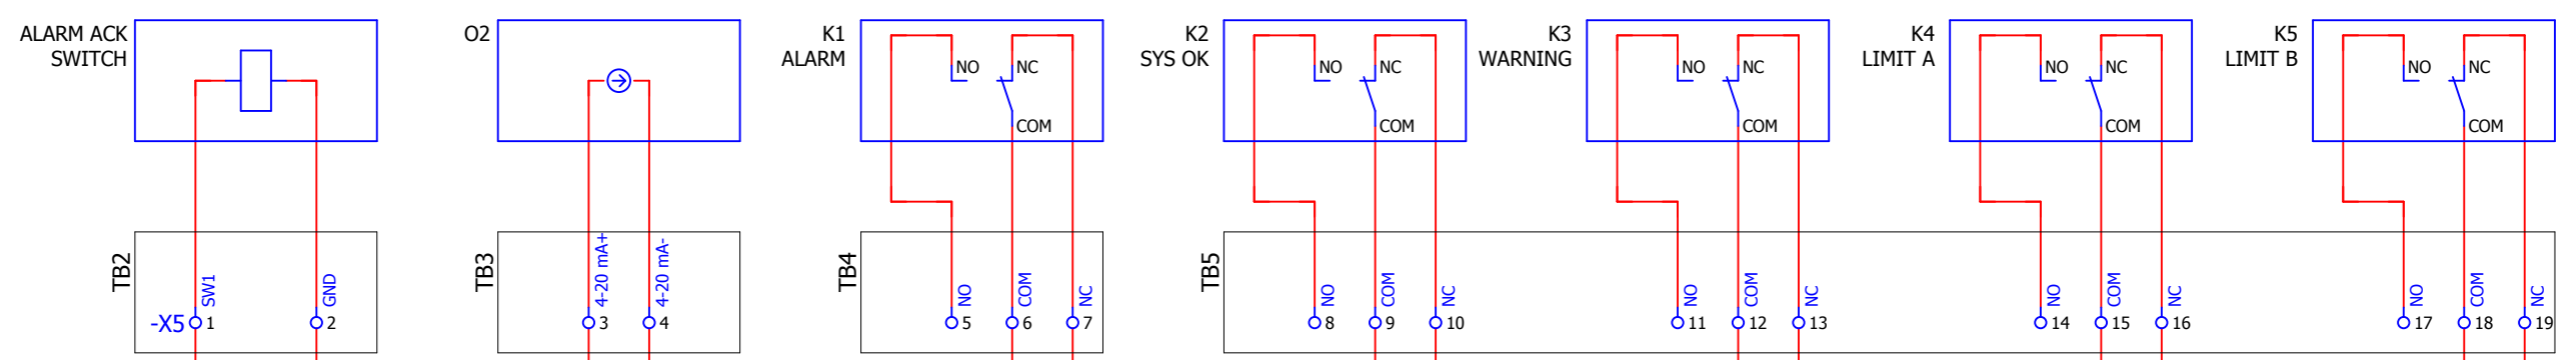 ALARM ACK
SWITCH
O2
K1
ALARM
NO
NC
COM
K2
SYS OK
NO
NC
COM
K3
WARNING
NO
NC
COM
K4
LIMIT A
NO
NC
COM
K5
LIMIT B
NO
NC
COM
TB2
-X5
SW1
1
GND
2
TB3
4-20 mA+
3
4-20 mA-
4
TB4
NO
5
COM
6
NC
7
TB5
NO
8
COM
9
NC
10
NO
11
COM
12
NC
13
NO
14
COM
15
NC
16
NO
17
COM
18
NC
19